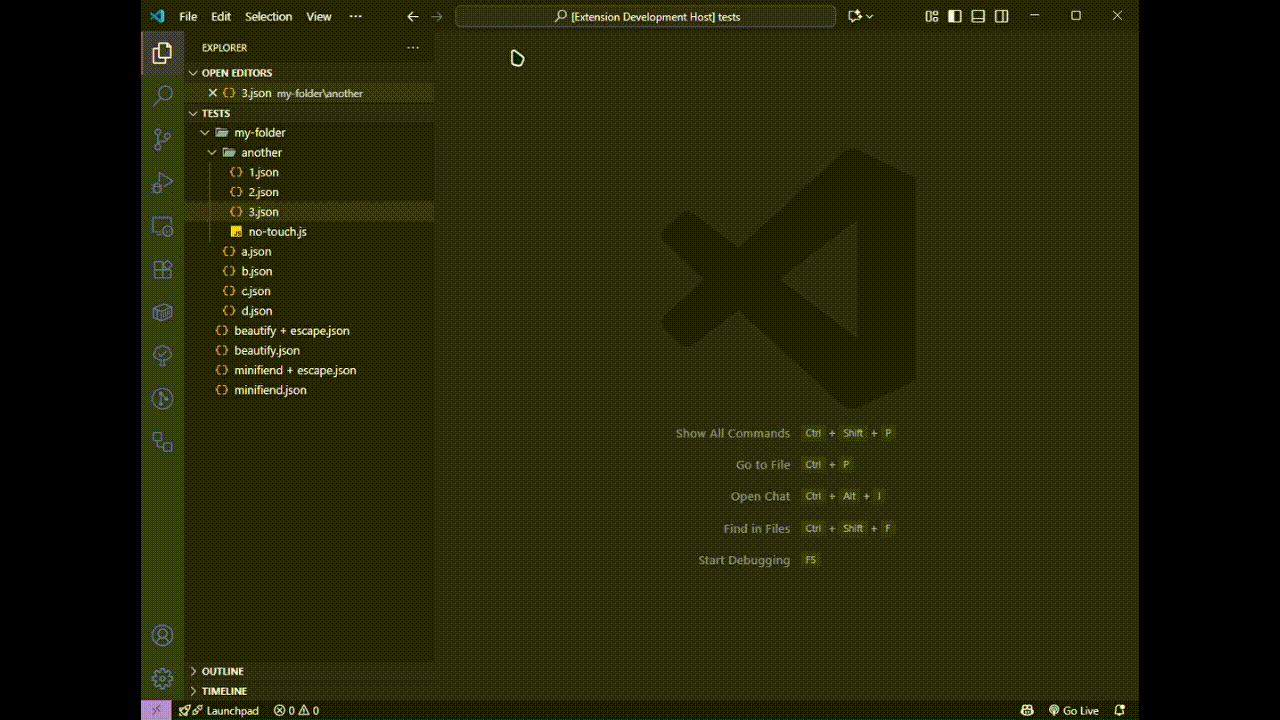 File Edit Selection View ···
[Extension Development Host] tests
EXPLORER
OPEN EDITORS
3.json my-folder\another
TESTS
my-folder
another
1.json
2.json
3.json
JS no-touch.js
a.json
b.json
c.json
d.json
beautify + escape.json
beautify.json
minifiend + escape.json
minifiend.json
Show All Commands Ctrl + Shift + P
Go to File Ctrl + P
Open Chat Ctrl + Alt + I
Find in Files Ctrl + Shift + F
Start Debugging F5
OUTLINE
TIMELINE
Launchpad 0 0 Go Live